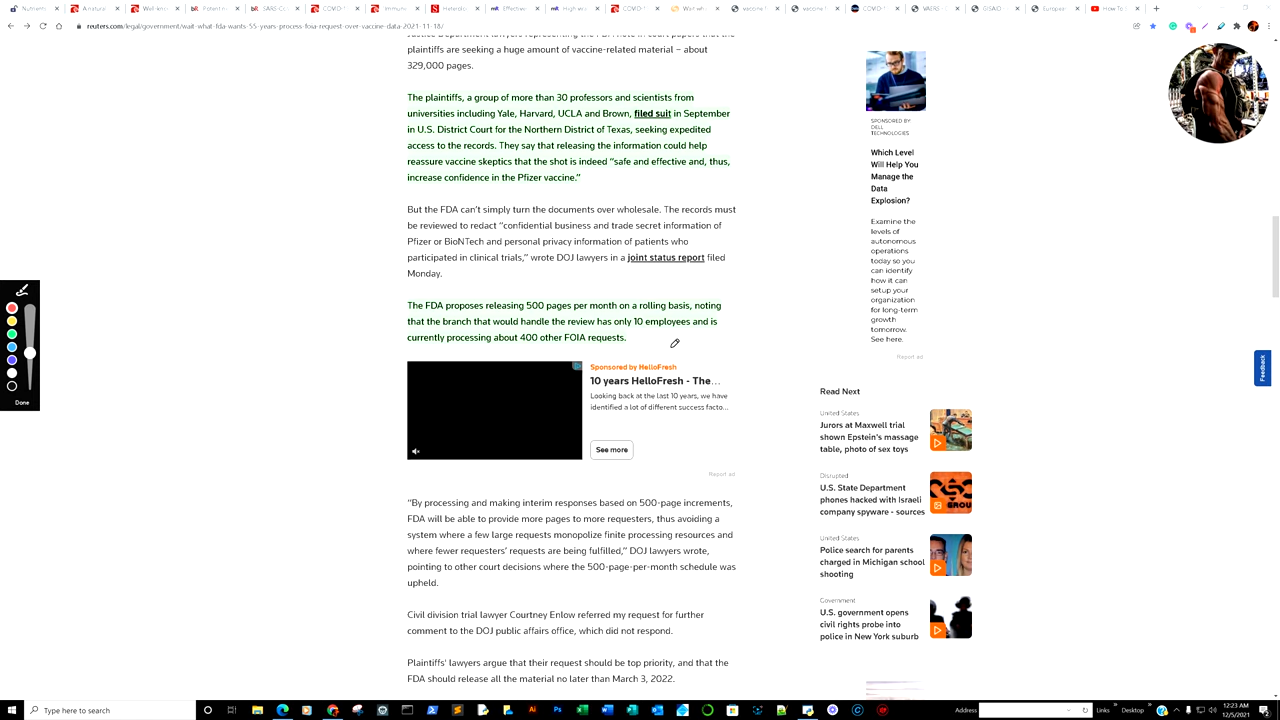 reuters.com/legal/government/wait-what-fda-wants-55-years-process-foia-request-over-vaccine-data-2021-11-18/
plaintiffs are seeking a huge amount of vaccine-related material – about
329,000 pages.
The plaintiffs, a group of more than 30 professors and scientists from
universities including Yale, Harvard, UCLA and Brown, filed suit in September
in U.S. District Court for the Northern District of Texas, seeking expedited
access to the records. They say that releasing the information could help
reassure vaccine skeptics that the shot is indeed “safe and effective and, thus,
increase confidence in the Pfizer vaccine.”
But the FDA can’t simply turn the documents over wholesale. The records must
be reviewed to redact “confidential business and trade secret information of
Pfizer or BioNTech and personal privacy information of patients who
participated in clinical trials,” wrote DOJ lawyers in a joint status report filed
Monday.
The FDA proposes releasing 500 pages per month on a rolling basis, noting
that the branch that would handle the review has only 10 employees and is
currently processing about 400 other FOIA requests.
Sponsored by HelloFresh
10 years HelloFresh - The...
Looking back at the last 10 years, we have
identified a lot of different success facto...
See more
Report ad
“By processing and making interim responses based on 500-page increments,
FDA will be able to provide more pages to more requesters, thus avoiding a
system where a few large requests monopolize finite processing resources and
where fewer requesters’ requests are being fulfilled,” DOJ lawyers wrote,
pointing to other court decisions where the 500-page-per-month schedule was
upheld.
Civil division trial lawyer Courtney Enlow referred my request for further
comment to the DOJ public affairs office, which did not respond.
Plaintiffs' lawyers argue that their request should be top priority, and that the
FDA should release all the material no later than March 3, 2022.
SPONSORED BY:
DELL
TECHNOLOGIES
Which Level
Will Help You
Manage the
Data
Explosion?
Examine the
levels of
autonomous
operations
today so you
can identify
how it can
setup your
organization
for long-term
growth
tomorrow.
See here.
Report ad
Read Next
United States
Jurors at Maxwell trial
shown Epstein's massage
table, photo of sex toys
Disrupted
U.S. State Department
phones hacked with Israeli
company spyware - sources
United States
Police search for parents
charged in Michigan school
shooting
Government
U.S. government opens
civil rights probe into
police in New York suburb
Feedback
Done
Type here to search
Address
Links
Desktop
12:23 AM
12/5/2021